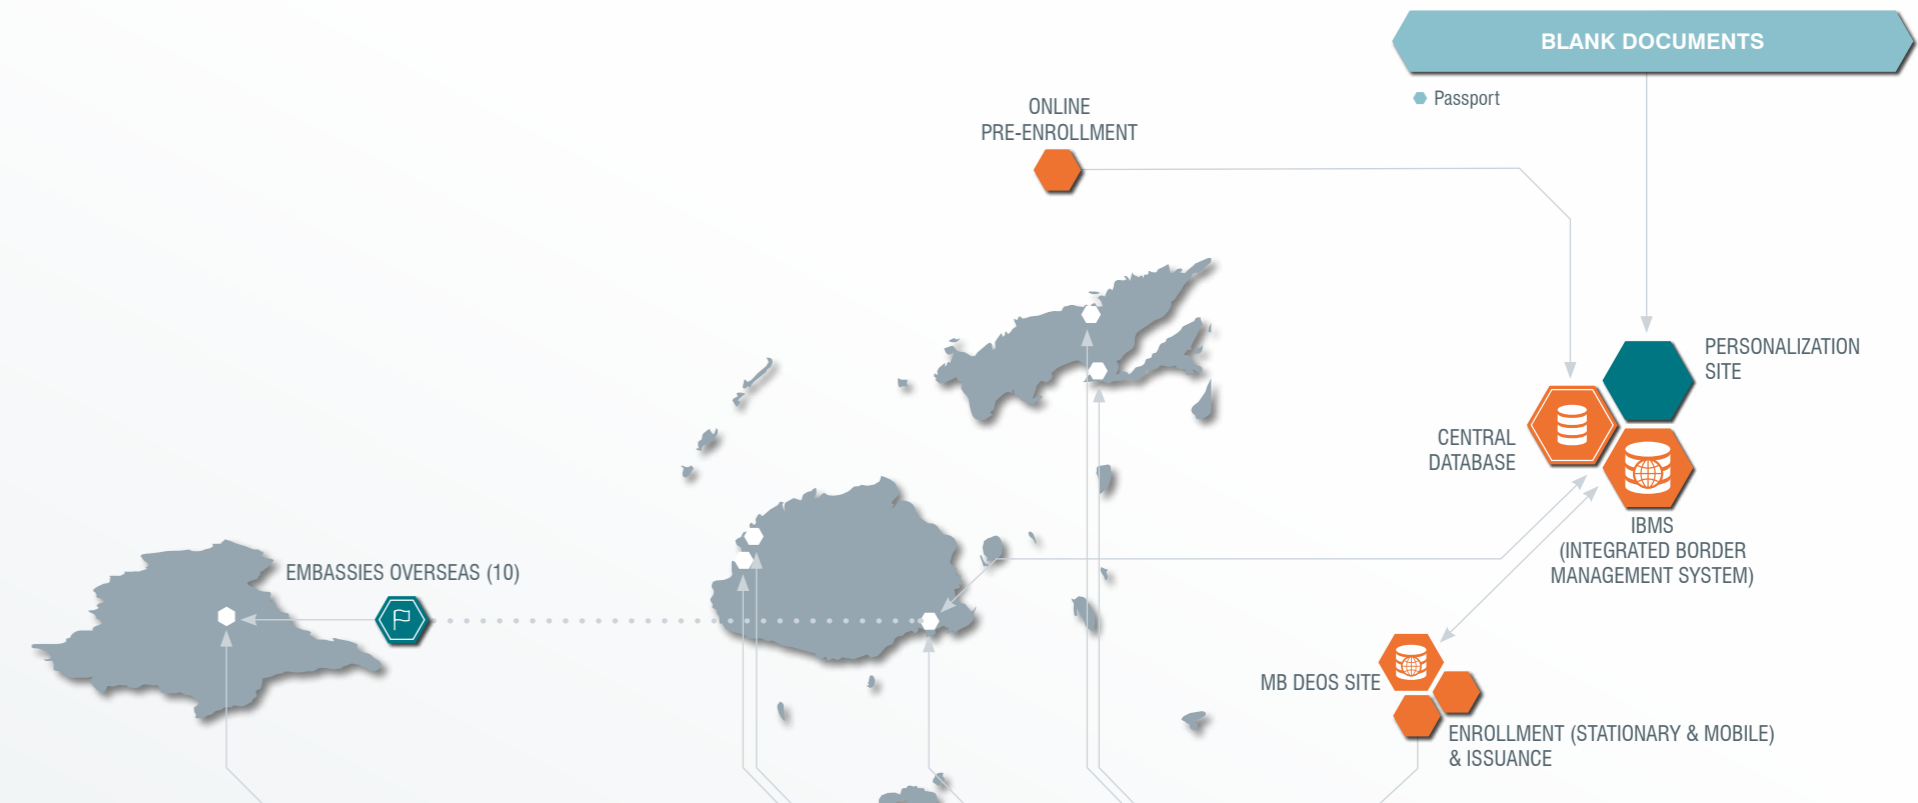 BLANK DOCUMENTS
Passport
ONLINE
PRE-ENROLLMENT
PERSONALIZATION
SITE
CENTRAL
DATABASE
IBMS
(INTEGRATED BORDER
MANAGEMENT SYSTEM)
EMBASSIES OVERSEAS (10)
MB DEOS SITE
ENROLLMENT (STATIONARY & MOBILE)
& ISSUANCE